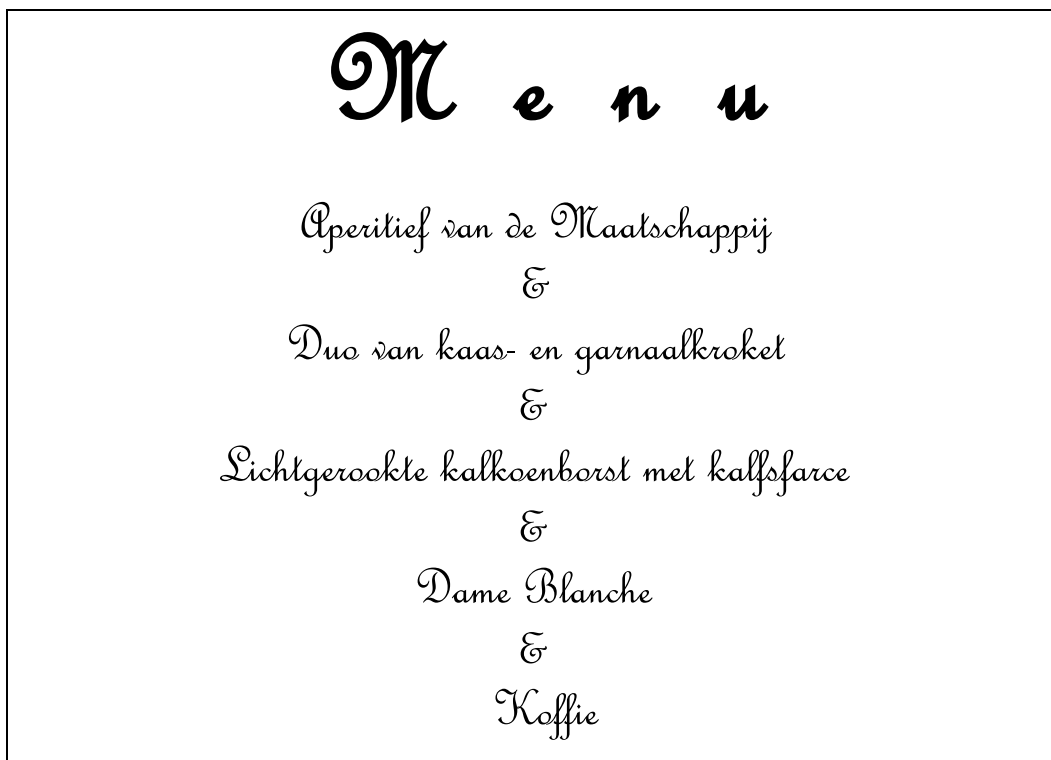 Menu
Aperitief van de Maatschappij
&
Duo van kaas- en garnaalkroket
&
Lichtgerookte kalkoenborst met kalfsfarce
&
Dame Blanche
&
Koffie